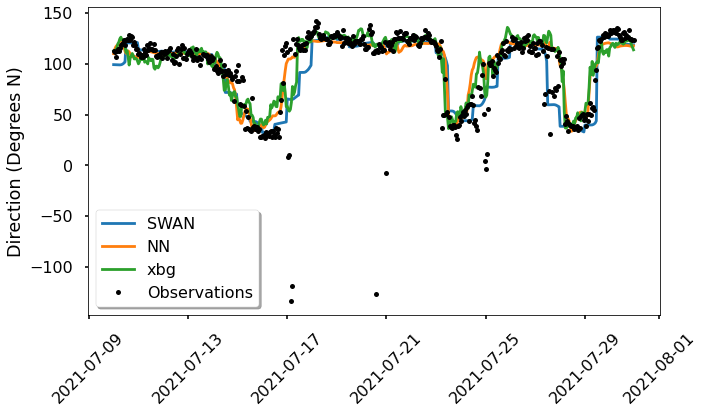 150
100
50
0
−50
−100
Direction (Degrees N)
SWAN
NN
xbg
Observations
2021-07-09
2021-07-13
2021-07-17
2021-07-21
2021-07-25
2021-07-29
2021-08-01